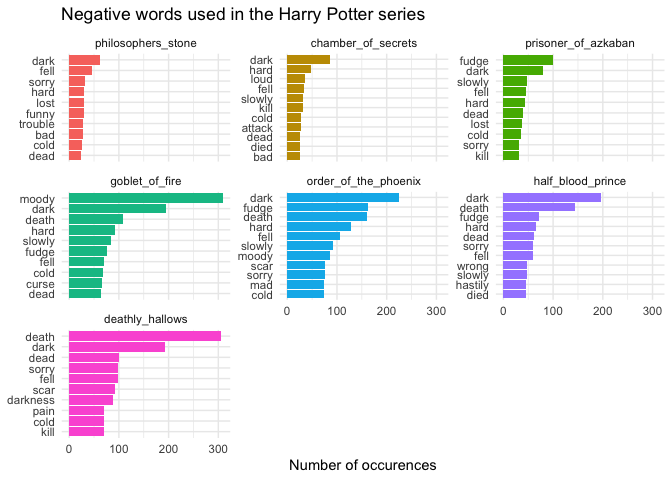 Negative words used in the Harry Potter series
philosophers_stone
dark
fell
sorry
hard
lost
funny
trouble
bad
cold
dead
chamber_of_secrets
dark
hard
loud
fell
slowly
kill
cold
attack
dead
died
bad
prisoner_of_azkaban
fudge
dark
slowly
fell
hard
dead
lost
cold
sorry
kill
goblet_of_fire
moody
dark
death
hard
slowly
fudge
fell
cold
curse
dead
order_of_the_phoenix
dark
fudge
death
hard
fell
slowly
moody
scar
sorry
mad
cold
0 100 200 300
half_blood_prince
dark
death
fudge
hard
dead
sorry
fell
wrong
slowly
hastily
died
0 100 200 300
deathly_hallows
death
dark
dead
sorry
fell
scar
darkness
pain
cold
kill
0 100 200 300
Number of occurences